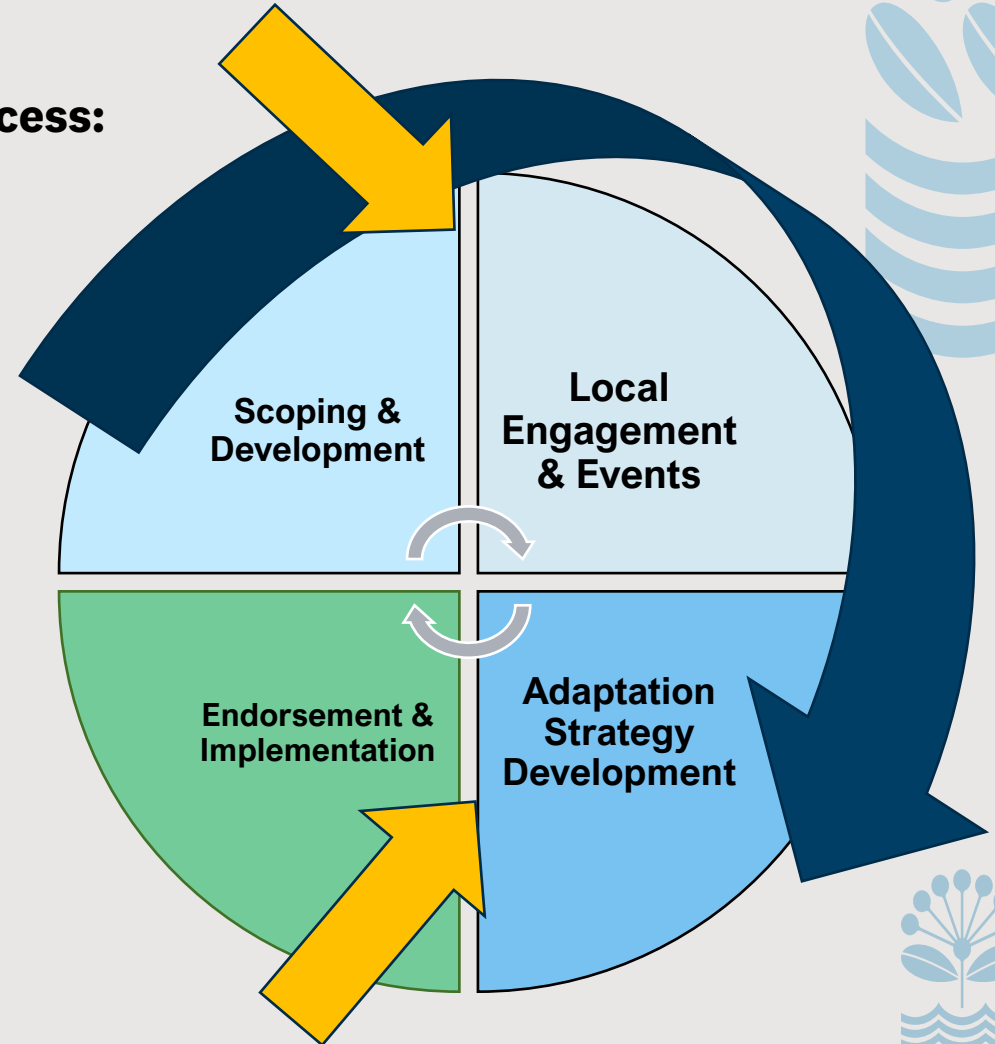 cess:
Scoping &
Development
Local
Engagement
& Events
Endorsement &
Implementation
Adaptation
Strategy
Development